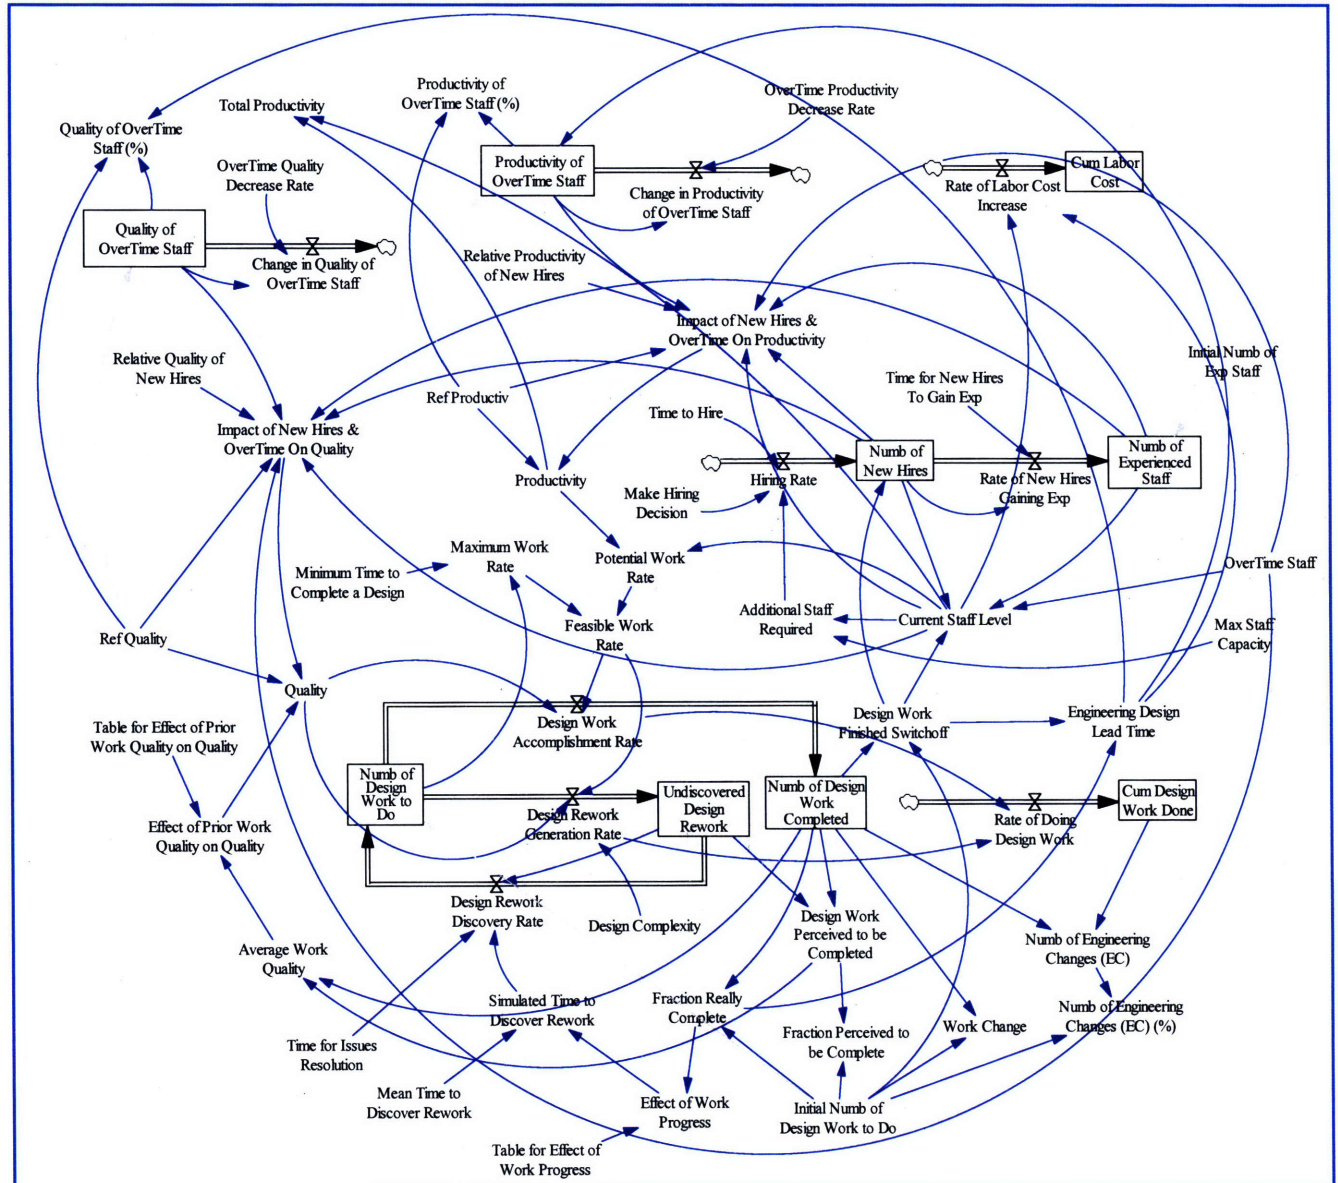 Productivity of
OverTime Staff (%)
OverTime Productivity
Decrease Rate
Total Productivity
Quality of OverTime
Staff (%)
OverTime Quality
Decrease Rate
Productivity of
OverTime Staff
Change in Productivity
of OverTime Staff
Cum Labor
Cost
Rate of Labor Cost
Increase
Quality of
OverTime Staff
Change in Quality of
OverTime Staff
Relative Productivity
of New Hires
Impact of New Hires &
OverTime On Productivity
Relative Quality of
New Hires
Ref Productiv
Time for New Hires
To Gain Exp
Initial Numb of
Exp Staff
Impact of New Hires &
OverTime On Quality
Time to Hire
Numb of
New Hires
Numb of
Experienced
Staff
Productivity
Hiring Rate
Rate of New Hires
Gaining Exp
Make Hiring
Decision
Maximum Work
Rate
Potential Work
Rate
Minimum Time to
Complete a Design
OverTime Staff
Ref Quality
Feasible Work
Rate
Additional Staff
Required
Current Staff Level
Max Staff
Capacity
Quality
Table for Effect of Prior
Work Quality on Quality
Design Work
Accomplishment Rate
Design Work
Finished Switchoff
Engineering Design
Lead Time
Numb of
Design
Work to
Do
Undiscovered
Design
Rework
Numb of Design
Work
Completed
Cum Design
Work Done
Effect of Prior Work
Quality on Quality
Design Rework
Generation Rate
Rate of Doing
Design Work
Design Rework
Discovery Rate
Design Complexity
Design Work
Perceived to be
Completed
Numb of Engineering
Changes (EC)
Average Work
Quality
Simulated Time to
Discover Rework
Fraction Really
Complete
Fraction Perceived to
be Complete
Work Change
Numb of Engineering
Changes (EC) (%)
Time for Issues
Resolution
Mean Time to
Discover Rework
Effect of Work
Progress
Initial Numb of
Design Work to Do
Table for Effect of
Work Progress